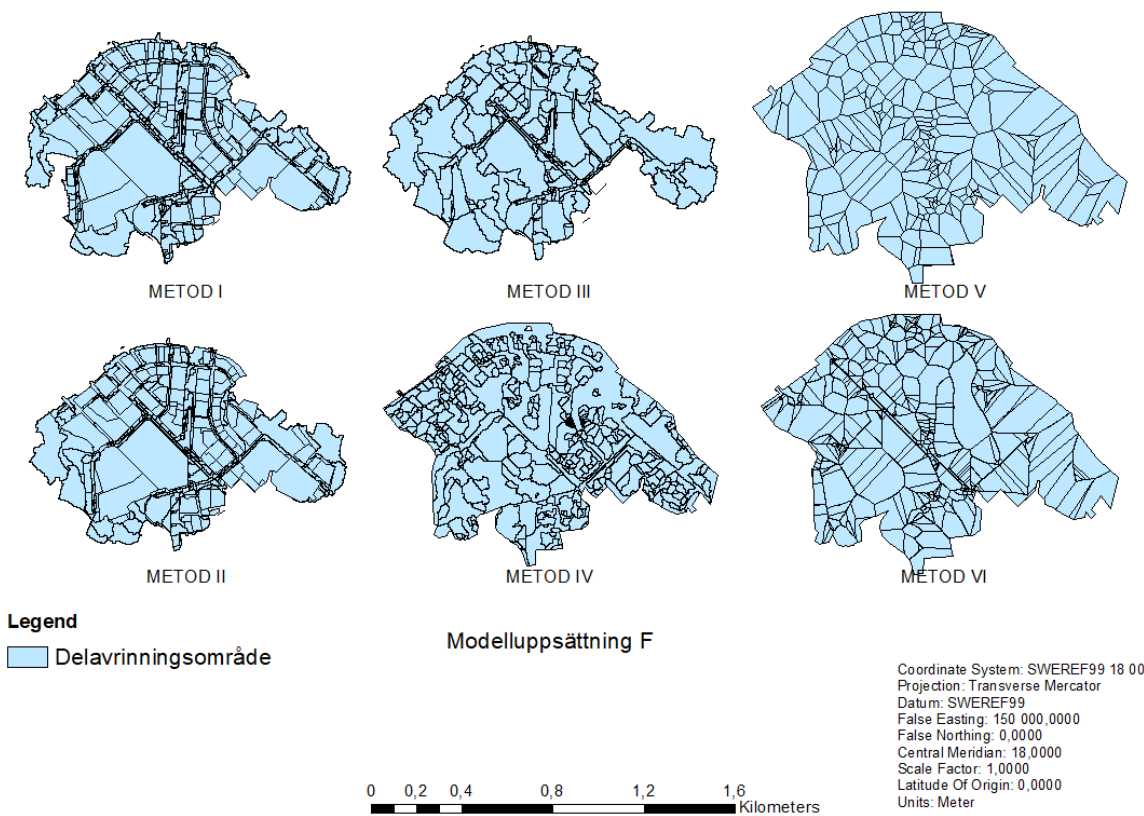 METOD I
METOD III
METOD V
METOD II
METOD IV
METOD VI
Legend
Delavrinningsområde
Modelluppsättning F
Coordinate System: SWEREF99 18 00
Projection: Transverse Mercator
Datum: SWEREF99
False Easting: 150 000,0000
False Northing: 0,0000
Central Meridian: 18,0000
Scale Factor: 1,0000
Latitude Of Origin: 0,0000
Units: Meter
0 0,2 0,4 0,8 1,2 1,6
Kilometers